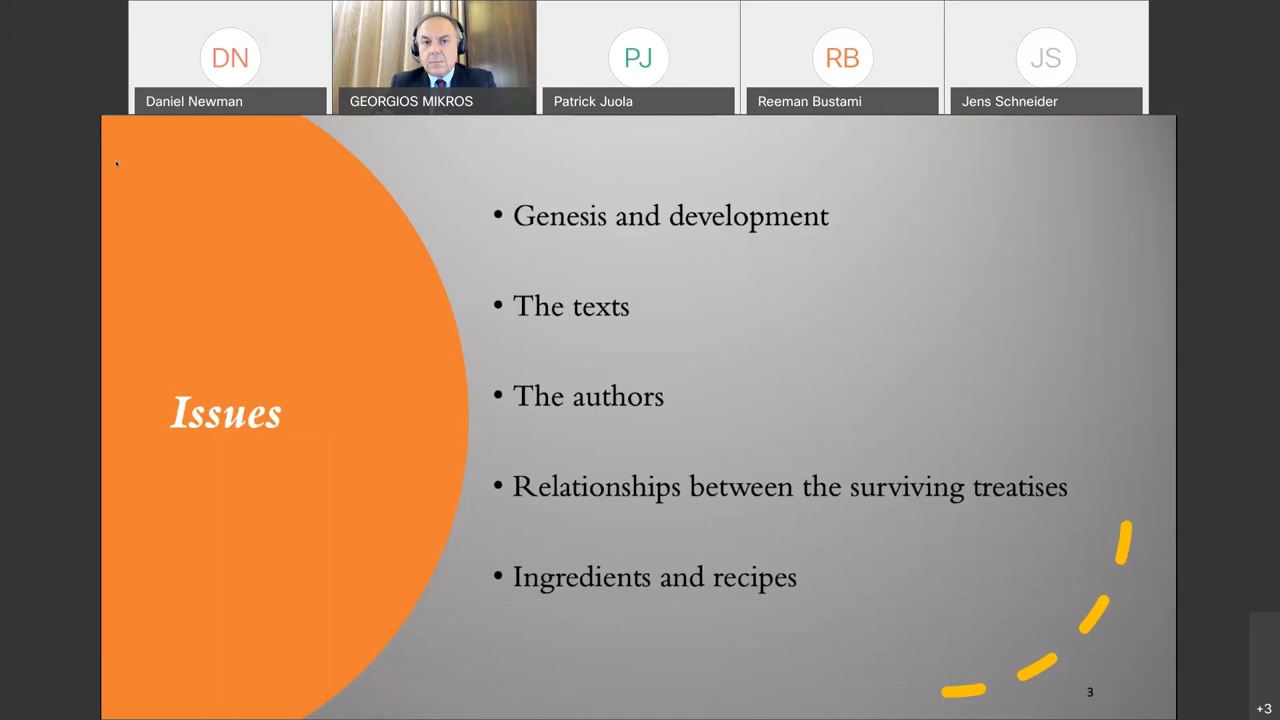 DN
PJ
RB
JS
Daniel Newman
GEORGIOS MIKROS
Patrick Juola
Reeman Bustami
Jens Schneider
Issues
• Genesis and development
• The texts
• The authors
• Relationships between the surviving treatises
• Ingredients and recipes
3
+3